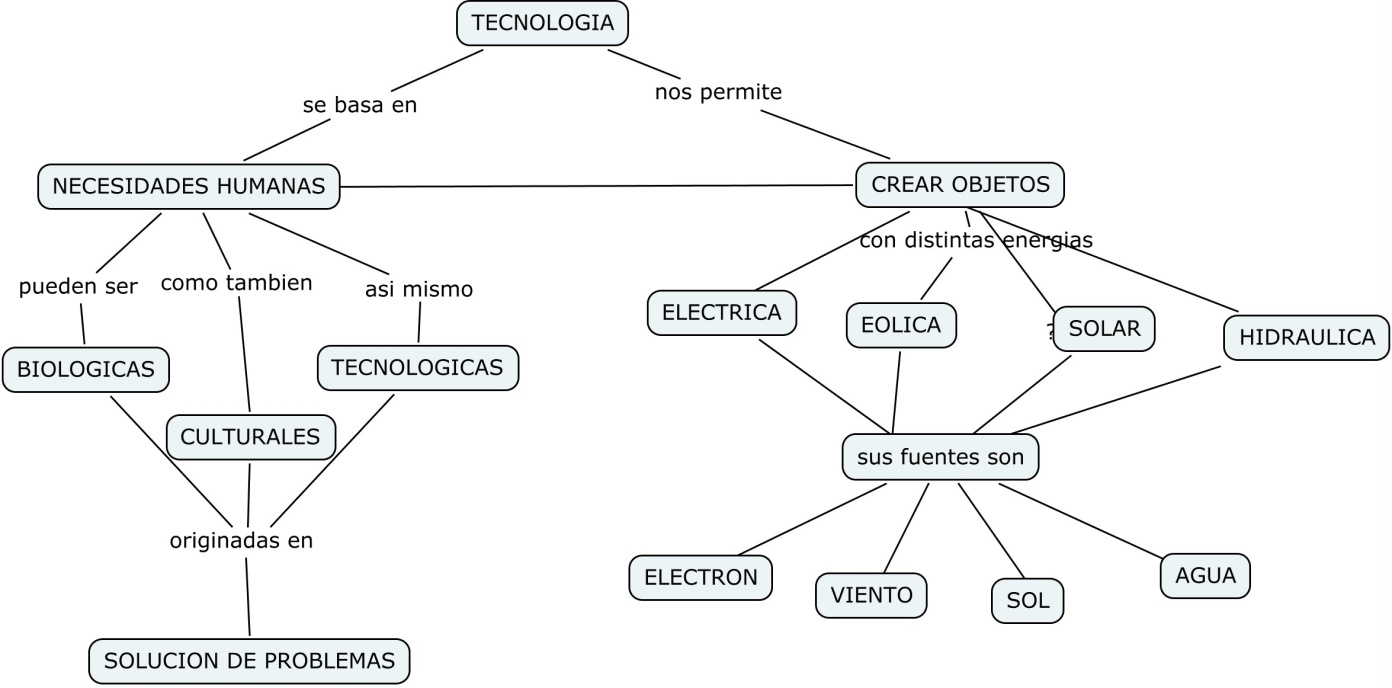 TECNOLOGIA
se basa en
nos permite
NECESIDADES HUMANAS
CREAR OBJETOS
pueden ser
como tambien
asi mismo
con distintas energias
BIOLOGICAS
TECNOLOGICAS
CULTURALES
ELECTRICA
EOLICA
?
SOLAR
HIDRAULICA
originadas en
sus fuentes son
SOLUCION DE PROBLEMAS
ELECTRON
VIENTO
SOL
AGUA